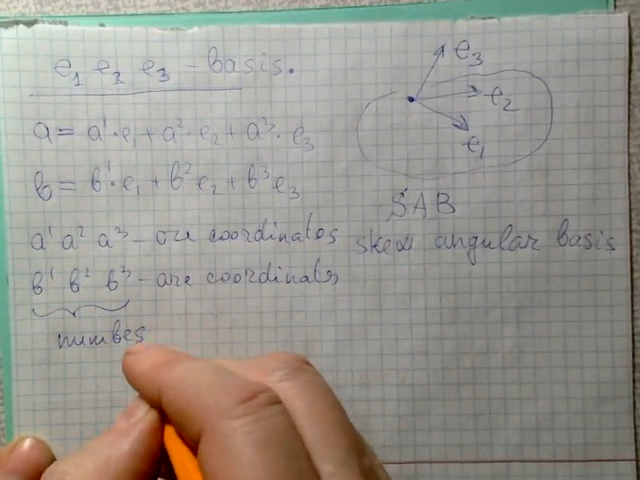 e₁ e₂ e₃ - basis.
a = a¹·e₁ + a²·e₂ + a³·e₃
b = b¹·e₁ + b²e₂ + b³e₃
a¹ a² a³ - are coordinates
b¹ b² b³ - are coordinates
numbes
e₃
e₂
e₁
SAB
skew angular basis